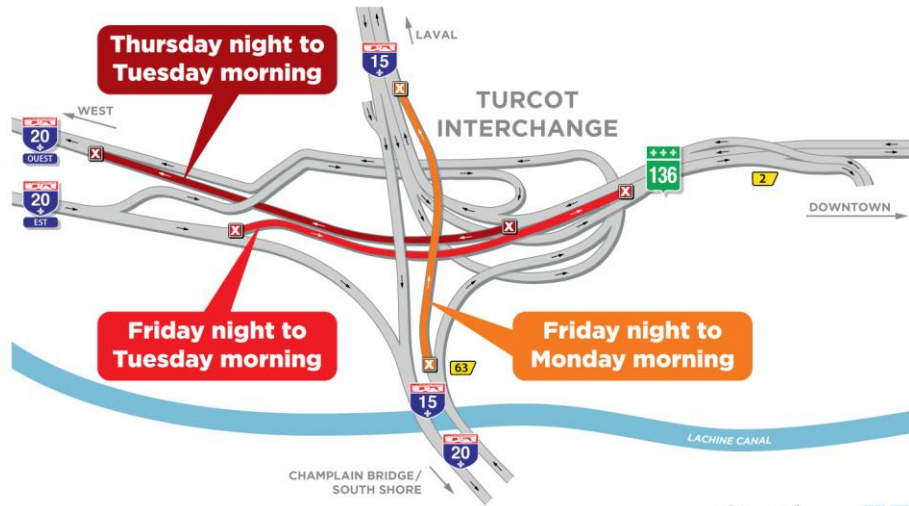 Thursday night to
Tuesday morning
LAVAL
15
TURCOT
INTERCHANGE
WEST
20
OUEST
136
2
DOWNTOWN
20
EST
Friday night to
Tuesday morning
Friday night to
Monday morning
63
15
LACHINE CANAL
20
CHAMPLAIN BRIDGE/
SOUTH SHORE